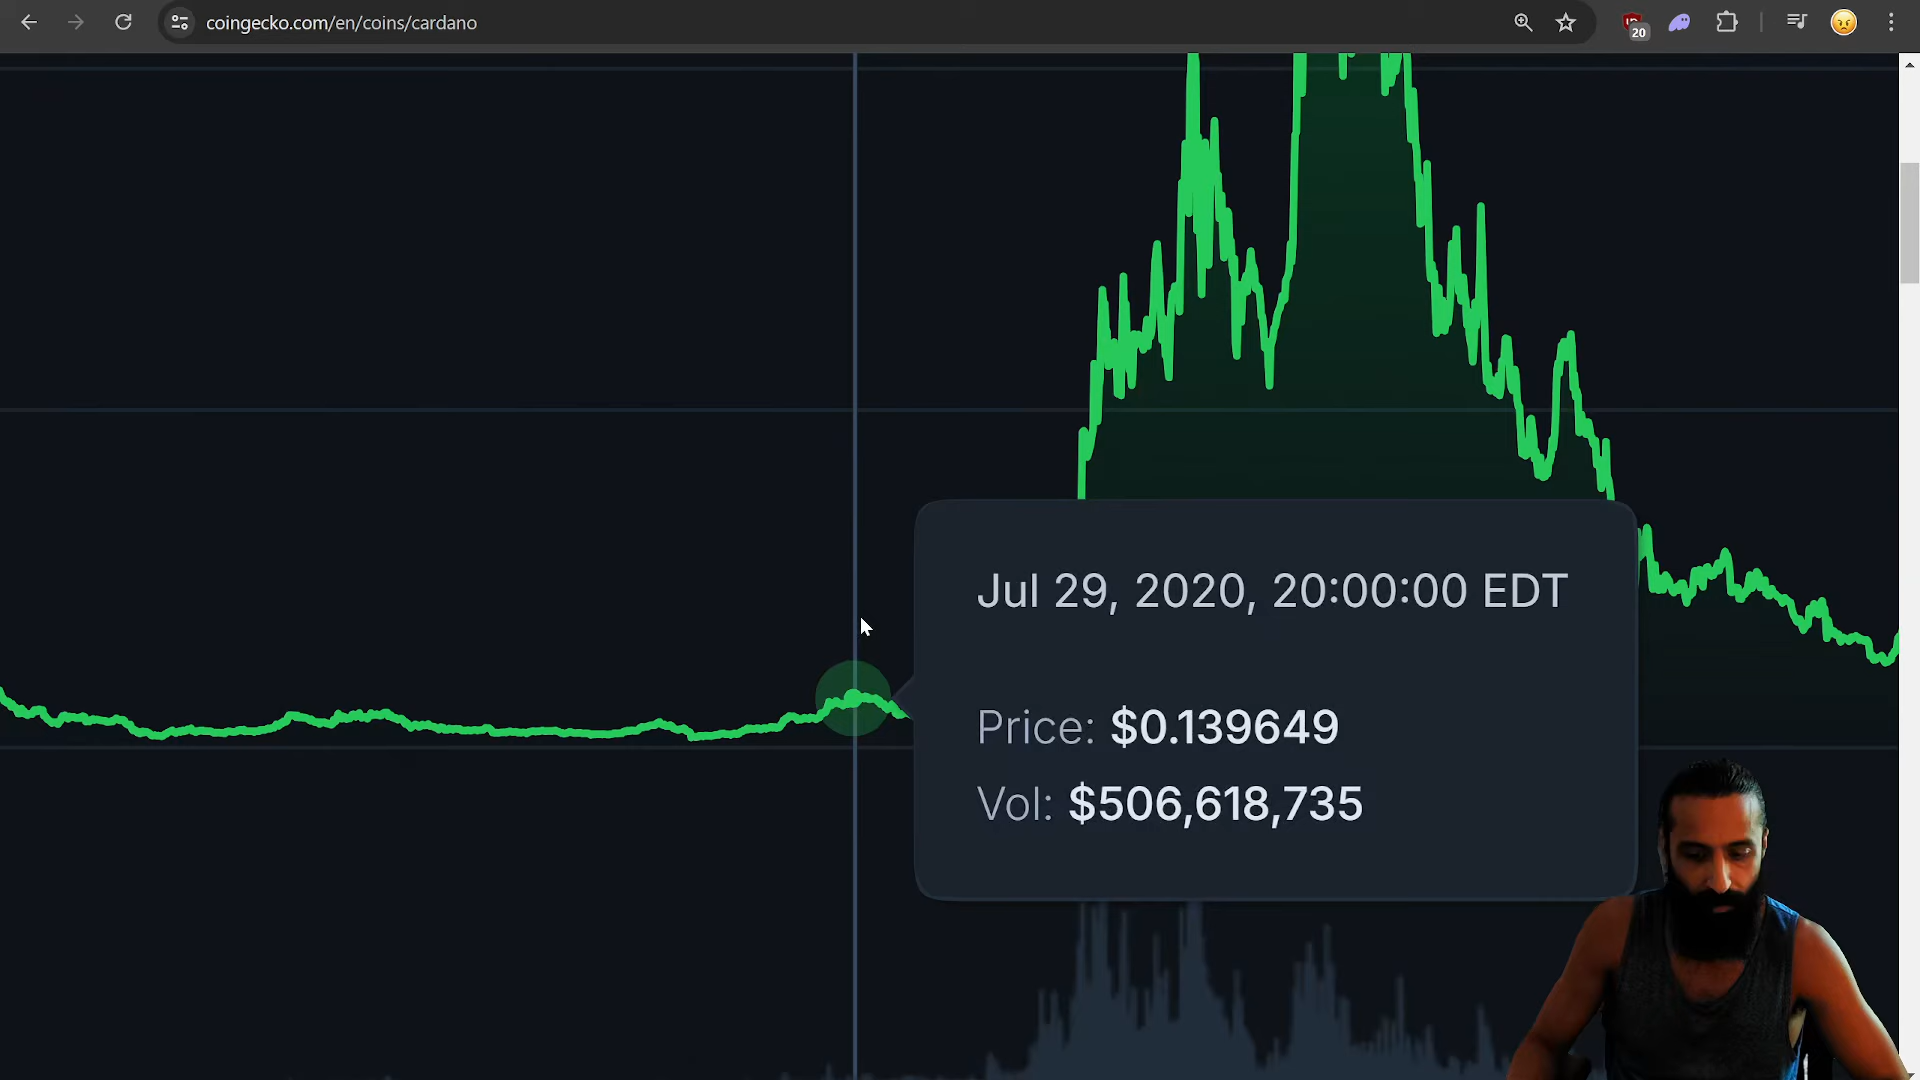 coingecko.com/en/coins/cardano
20
Jul 29, 2020, 20:00:00 EDT
Price: $0.139649
Vol: $506,618,735